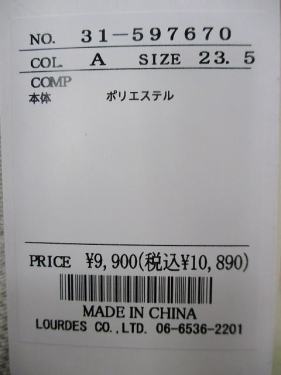 NO. 31-597670
COL. A SIZE 23.5
COMP
本体 ポリエステル
PRICE ¥9,900(税込¥10,890)
MADE IN CHINA
LOURDES CO.,LTD. 06-6536-2201